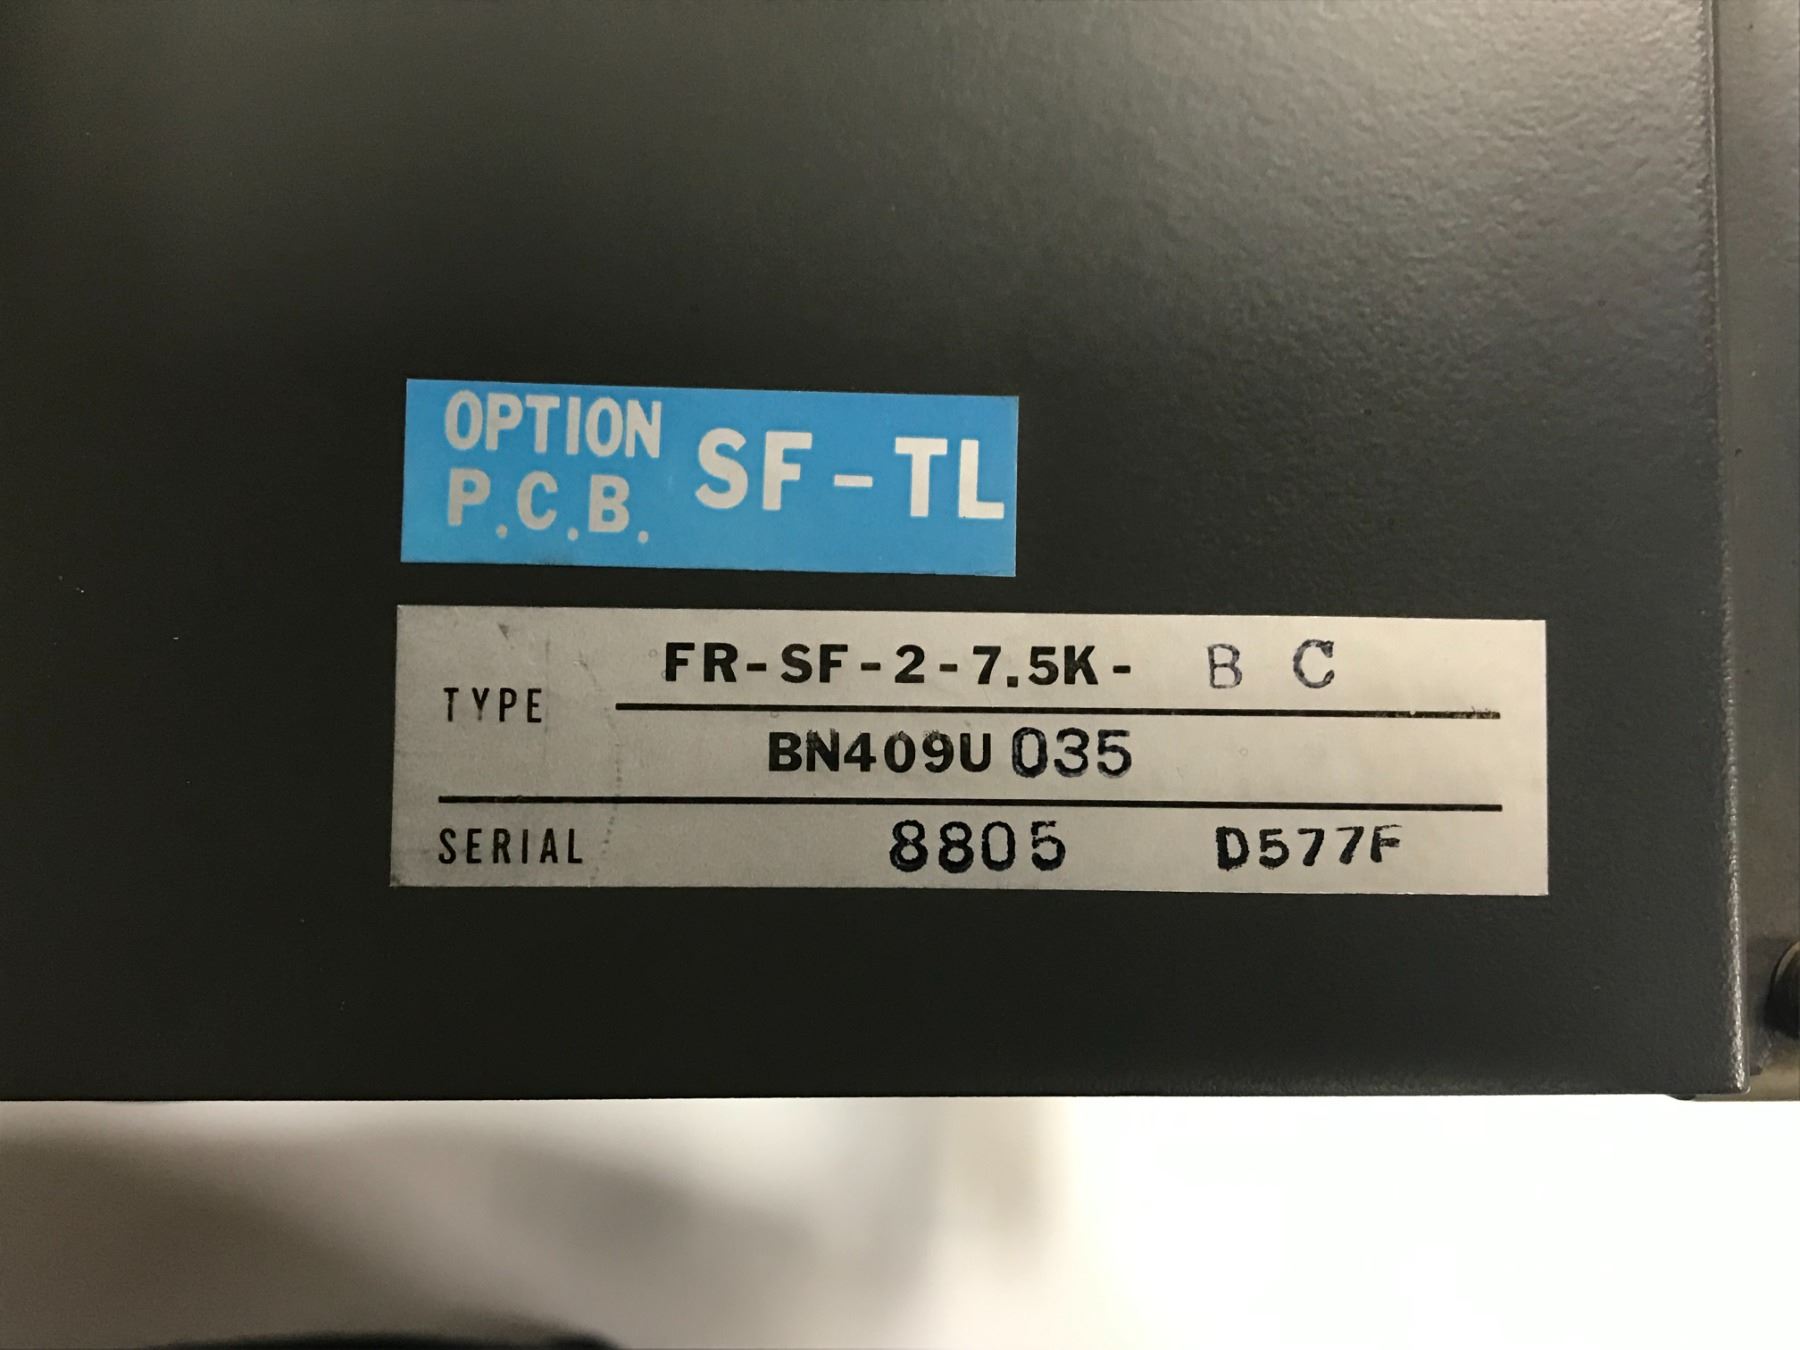 OPTION SF-TL
P.C.B.
TYPE FR-SF-2-7.5K- B C
BN409U 035
SERIAL 8805 D577F